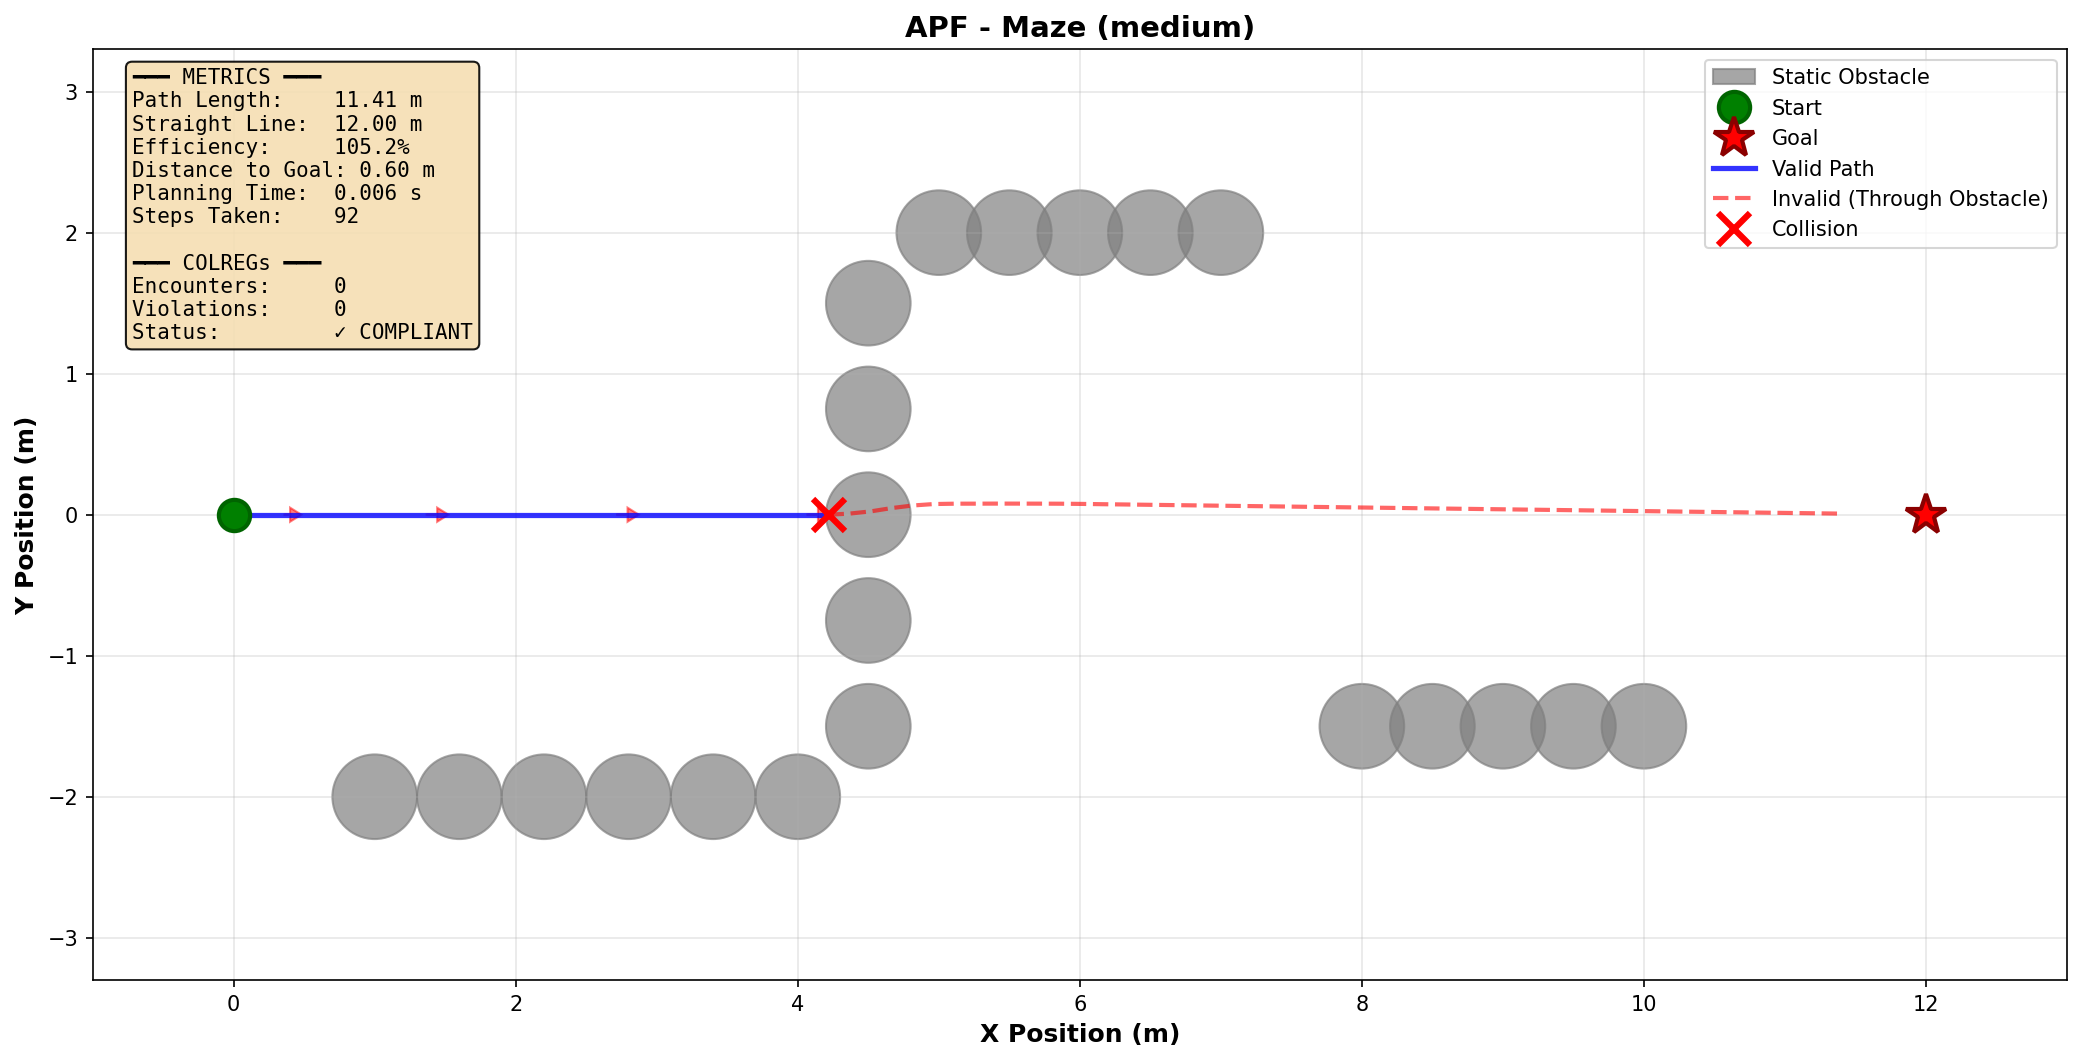 APF - Maze (medium)
━━━ METRICS ━━━
Path Length: 11.41 m
Straight Line: 12.00 m
Efficiency: 105.2%
Distance to Goal: 0.60 m
Planning Time: 0.006 s
Steps Taken: 92
━━━ COLREGs ━━━
Encounters: 0
Violations: 0
Status: ✓ COMPLIANT
Static Obstacle
Start
Goal
Valid Path
Invalid (Through Obstacle)
Collision
Y Position (m)
3
2
1
0
−1
−2
−3
0 2 4 6 8 10 12
X Position (m)